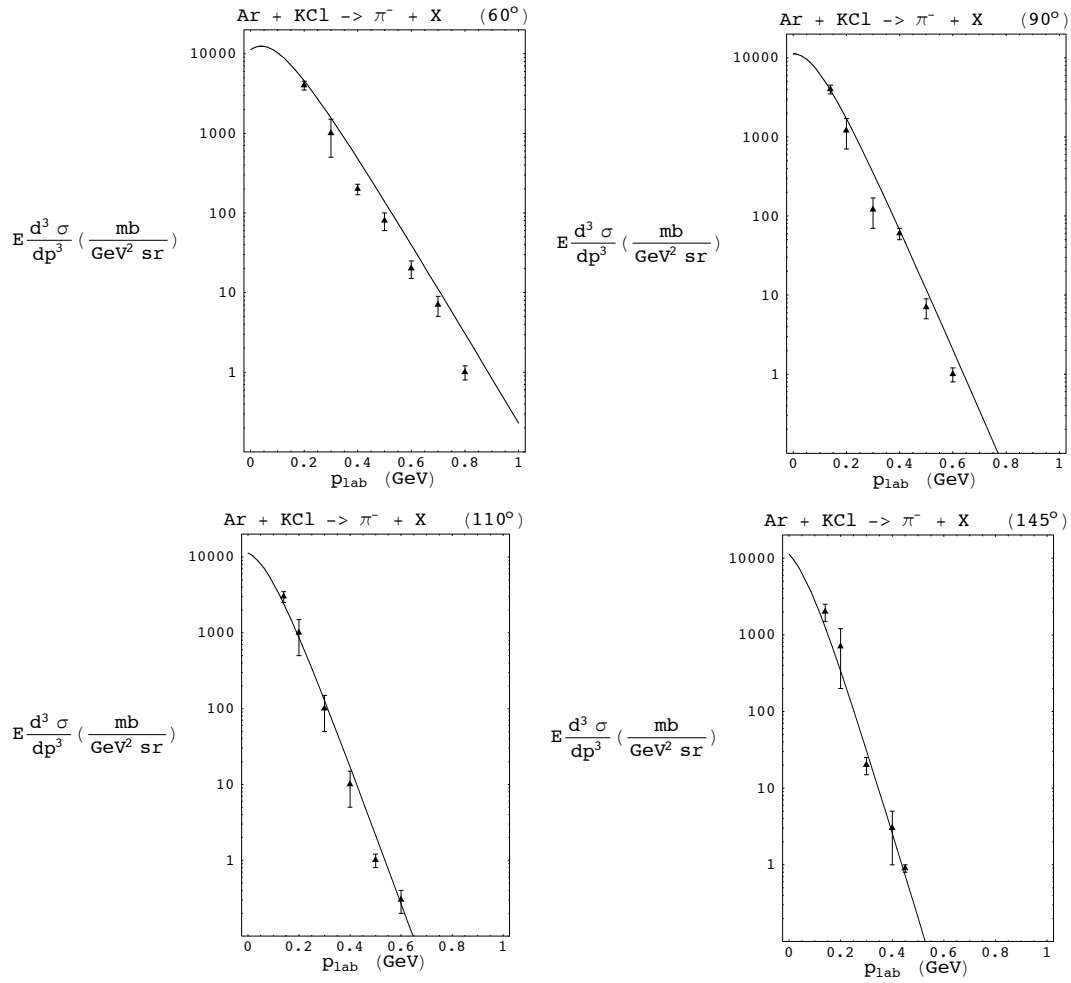 Ar + KCl -> π⁻ + X (60°)
10000
1000
100
10
1
E d³ σ / dp³ ( mb / GeV² sr )
0 0.2 0.4 0.6 0.8 1
p_lab (GeV)
Ar + KCl -> π⁻ + X (90°)
10000
1000
100
10
1
E d³ σ / dp³ ( mb / GeV² sr )
0 0.2 0.4 0.6 0.8 1
p_lab (GeV)
Ar + KCl -> π⁻ + X (110°)
10000
1000
100
10
1
E d³ σ / dp³ ( mb / GeV² sr )
0 0.2 0.4 0.6 0.8 1
p_lab (GeV)
Ar + KCl -> π⁻ + X (145°)
10000
1000
100
10
1
E d³ σ / dp³ ( mb / GeV² sr )
0 0.2 0.4 0.6 0.8 1
p_lab (GeV)